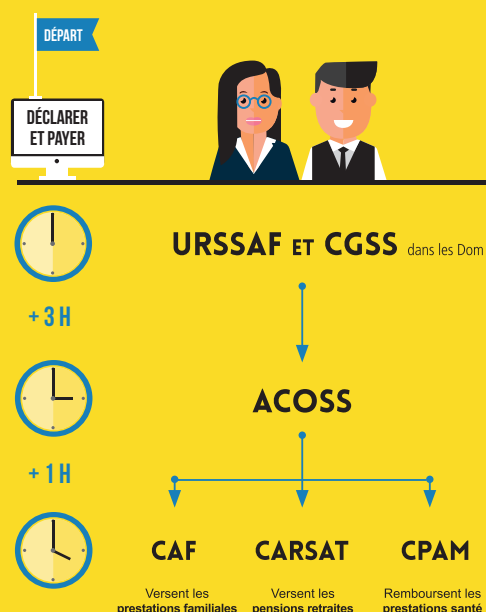 DÉPART
DÉCLARER
ET PAYER
URSSAF ET CGSS dans les Dom
+ 3 H
ACOSS
+ 1 H
CAF CARSAT CPAM
Versent les Versent les Remboursent les
prestations familiales pensions retraites prestations santé